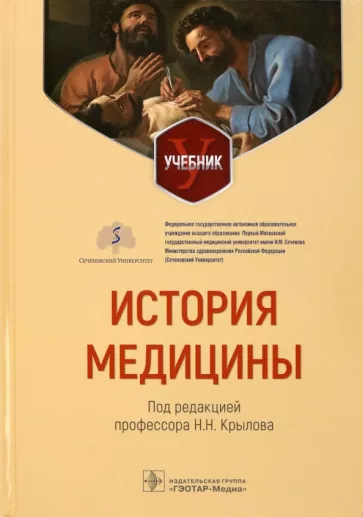 У
УЧЕБНИК
Федеральное государственное автономное образовательное
учреждение высшего образования Первый Московский
государственный медицинский университет имени И.М. Сеченова
Министерства здравоохранения Российской Федерации
(Сеченовский Университет)
S
Сеченовский Университет
ИСТОРИЯ
МЕДИЦИНЫ
Под редакцией
профессора Н.Н. Крылова
ИЗДАТЕЛЬСКАЯ ГРУППА
«ГЭОТАР-Медиа»